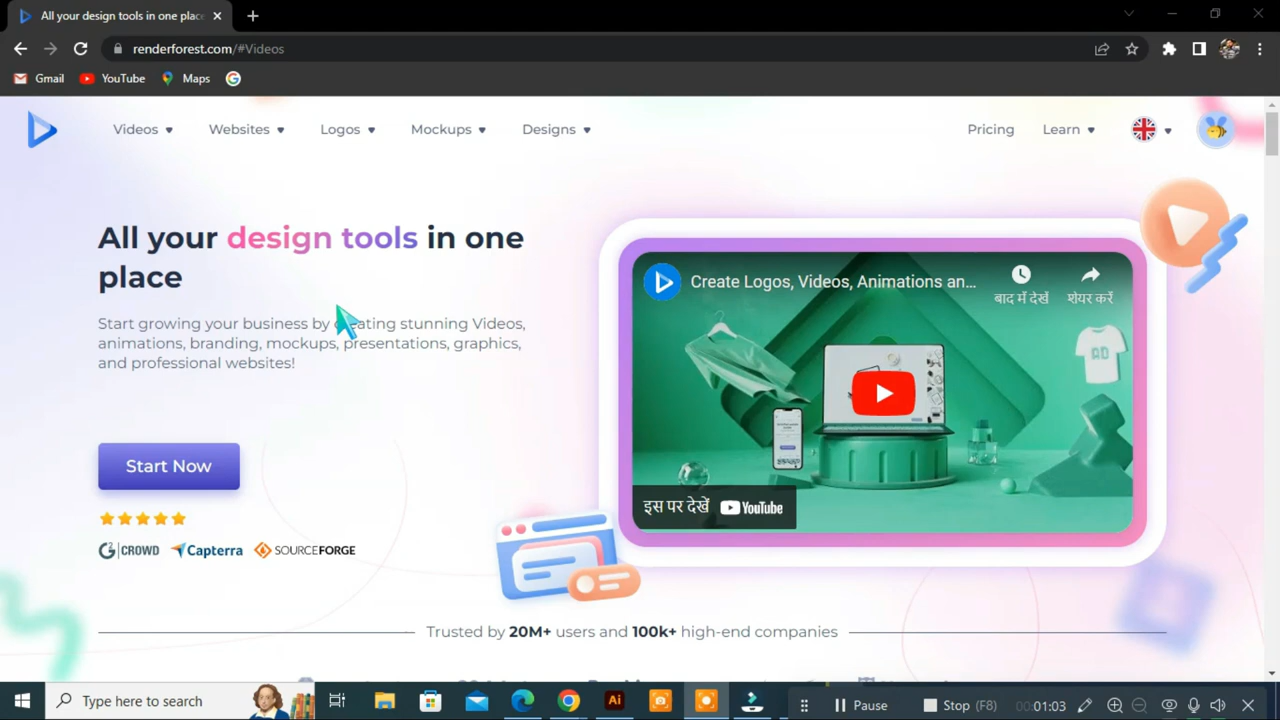 All your design tools in one place
renderforest.com/#Videos
Gmail
YouTube
Maps
Videos
Websites
Logos
Mockups
Designs
Pricing
Learn
All your design tools in one
place
Start growing your business by creating stunning Videos,
animations, branding, mockups, presentations, graphics,
and professional websites!
Start Now
CROWD
Capterra
SOURCEFORGE
Create Logos, Videos, Animations an...
बाद में देखें
शेयर करें
AD
इस पर देखें
YouTube
Trusted by 20M+ users and 100k+ high-end companies
Type here to search
Ai
Pause
Stop (F8)
00:01:03